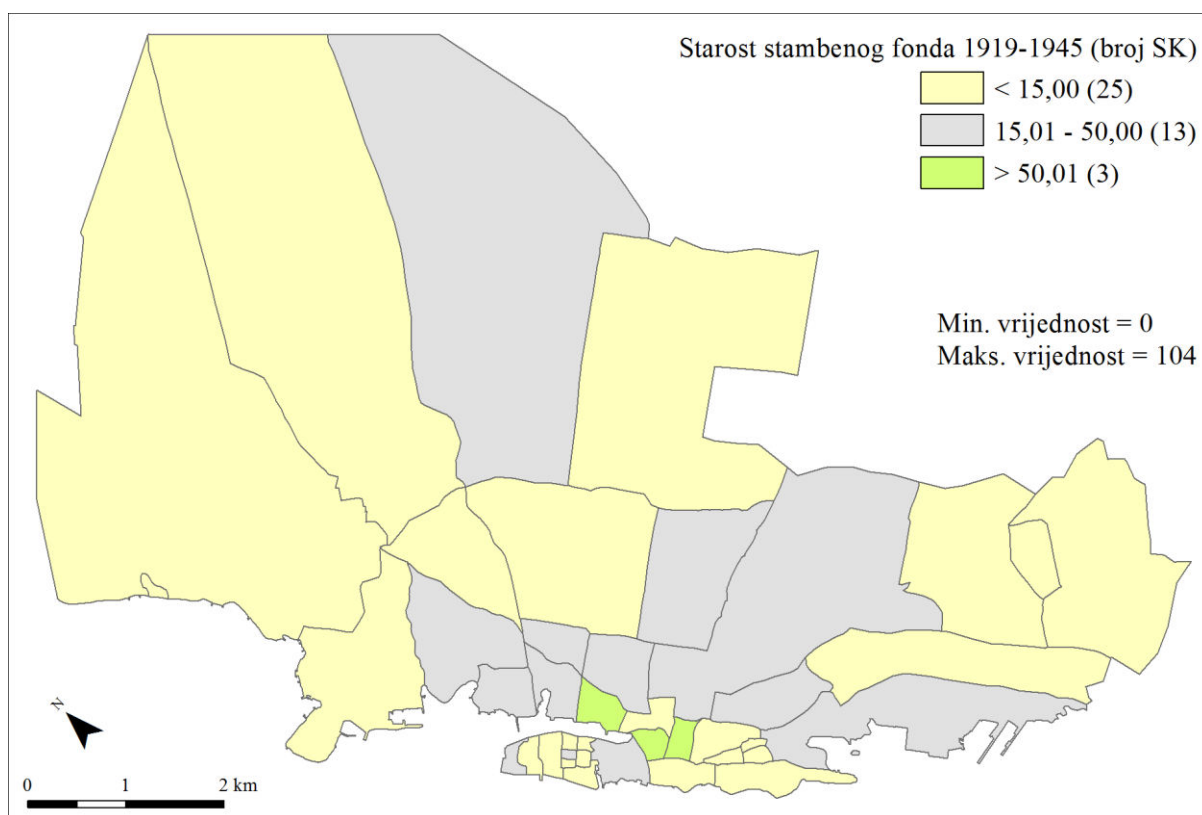 Starost stambenog fonda 1919-1945 (broj SK)
< 15,00 (25)
15,01 - 50,00 (13)
> 50,01 (3)
Min. vrijednost = 0
Maks. vrijednost = 104
N
0 1 2 km